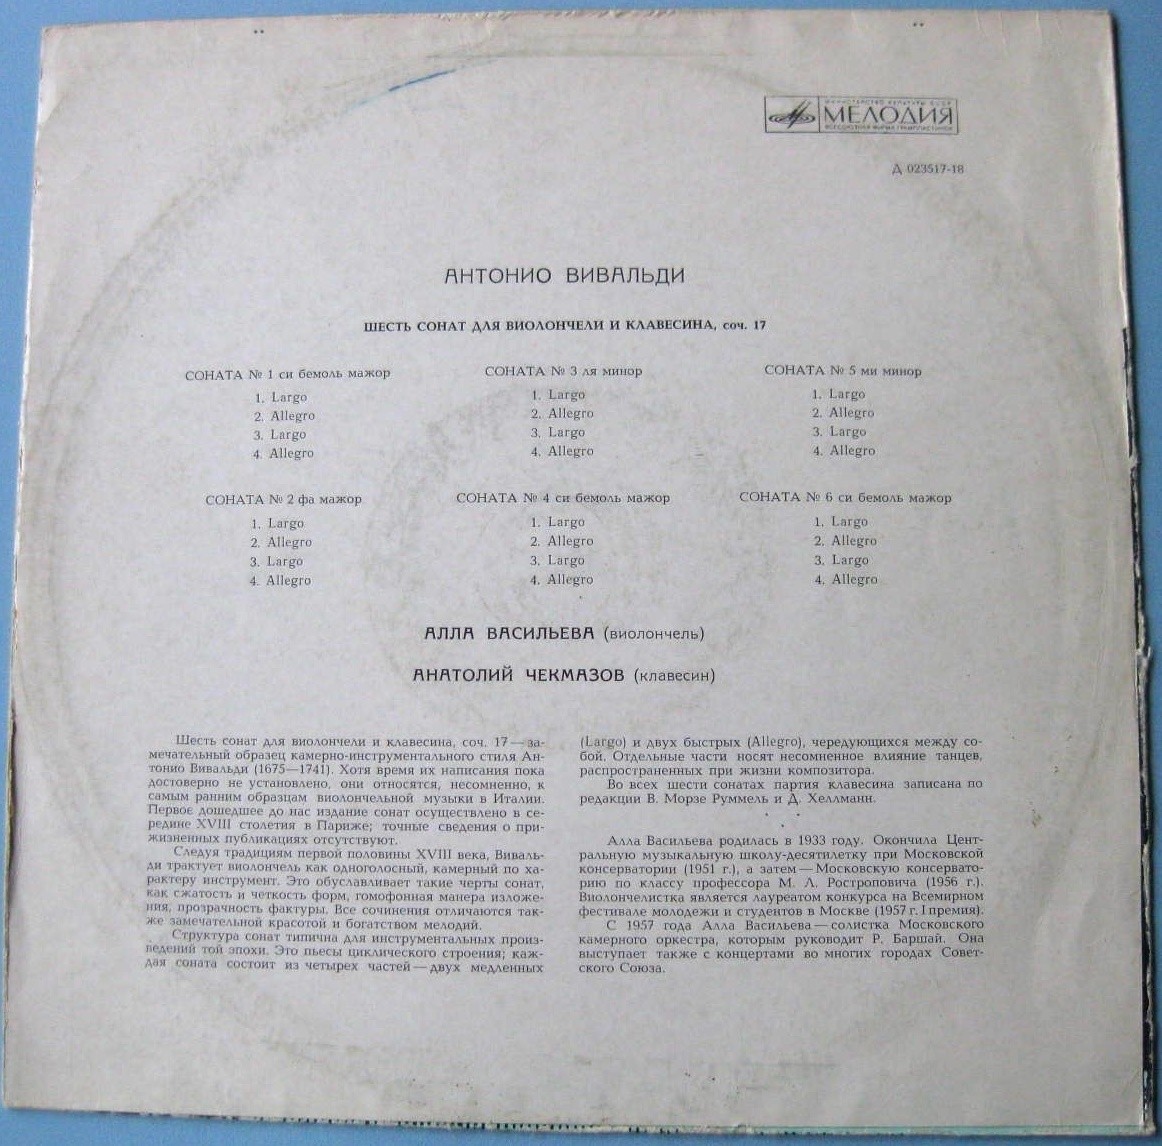 МИНИСТЕРСТВО КУЛЬТУРЫ СССР
МЕЛОДИЯ
ВСЕСОЮЗНАЯ ФИРМА ГРАМПЛАСТИНОК
Д 023517-18
АНТОНИО ВИВАЛЬДИ
ШЕСТЬ СОНАТ ДЛЯ ВИОЛОНЧЕЛИ И КЛАВЕСИНА, соч. 17
СОНАТА № 1 си бемоль мажор
1. Largo
2. Allegro
3. Largo
4. Allegro
СОНАТА № 2 фа мажор
1. Largo
2. Allegro
3. Largo
4. Allegro
СОНАТА № 3 ля минор
1. Largo
2. Allegro
3. Largo
4. Allegro
СОНАТА № 4 си бемоль мажор
1. Largo
2. Allegro
3. Largo
4. Allegro
СОНАТА № 5 ми минор
1. Largo
2. Allegro
3. Largo
4. Allegro
СОНАТА № 6 си бемоль мажор
1. Largo
2. Allegro
3. Largo
4. Allegro
АЛЛА ВАСИЛЬЕВА (виолончель)
АНАТОЛИЙ ЧЕКМАЗОВ (клавесин)
Шесть сонат для виолончели и клавесина, соч. 17 — за-
мечательный образец камерно-инструментального стиля Ан-
тонио Вивальди (1675—1741). Хотя время их написания пока
достоверно не установлено, они относятся, несомненно, к
самым ранним образцам виолончельной музыки в Италии.
Первое дошедшее до нас издание сонат осуществлено в се-
редине XVIII столетия в Париже; точные сведения о при-
жизненных публикациях отсутствуют.
Следуя традициям первой половины XVIII века, Виваль-
ди трактует виолончель как одноголосный, камерный по ха-
рактеру инструмент. Это обуславливает такие черты сонат,
как сжатость и четкость форм, гомофонная манера изложе-
ния, прозрачность фактуры. Все сочинения отличаются так-
же замечательной красотой и богатством мелодий.
Структура сонат типична для инструментальных произ-
ведений той эпохи. Это пьесы циклического строения; каж-
дая соната состоит из четырех частей — двух медленных
(Largo) и двух быстрых (Allegro), чередующихся между со-
бой. Отдельные части носят несомненное влияние танцев,
распространенных при жизни композитора.
Во всех шести сонатах партия клавесина записана по
редакции В. Морзе Руммель и Д. Хеллманн.
Алла Васильева родилась в 1933 году. Окончила Цент-
ральную музыкальную школу-десятилетку при Московской
консерватории (1951 г.), а затем — Московскую консервато-
рию по классу профессора М. Л. Ростроповича (1956 г.).
Виолончелистка является лауреатом конкурса на Всемирном
фестивале молодежи и студентов в Москве (1957 г. I премия).
С 1957 года Алла Васильева — солистка Московского
камерного оркестра, которым руководит Р. Баршай. Она
выступает также с концертами во многих городах Совет-
ского Союза.